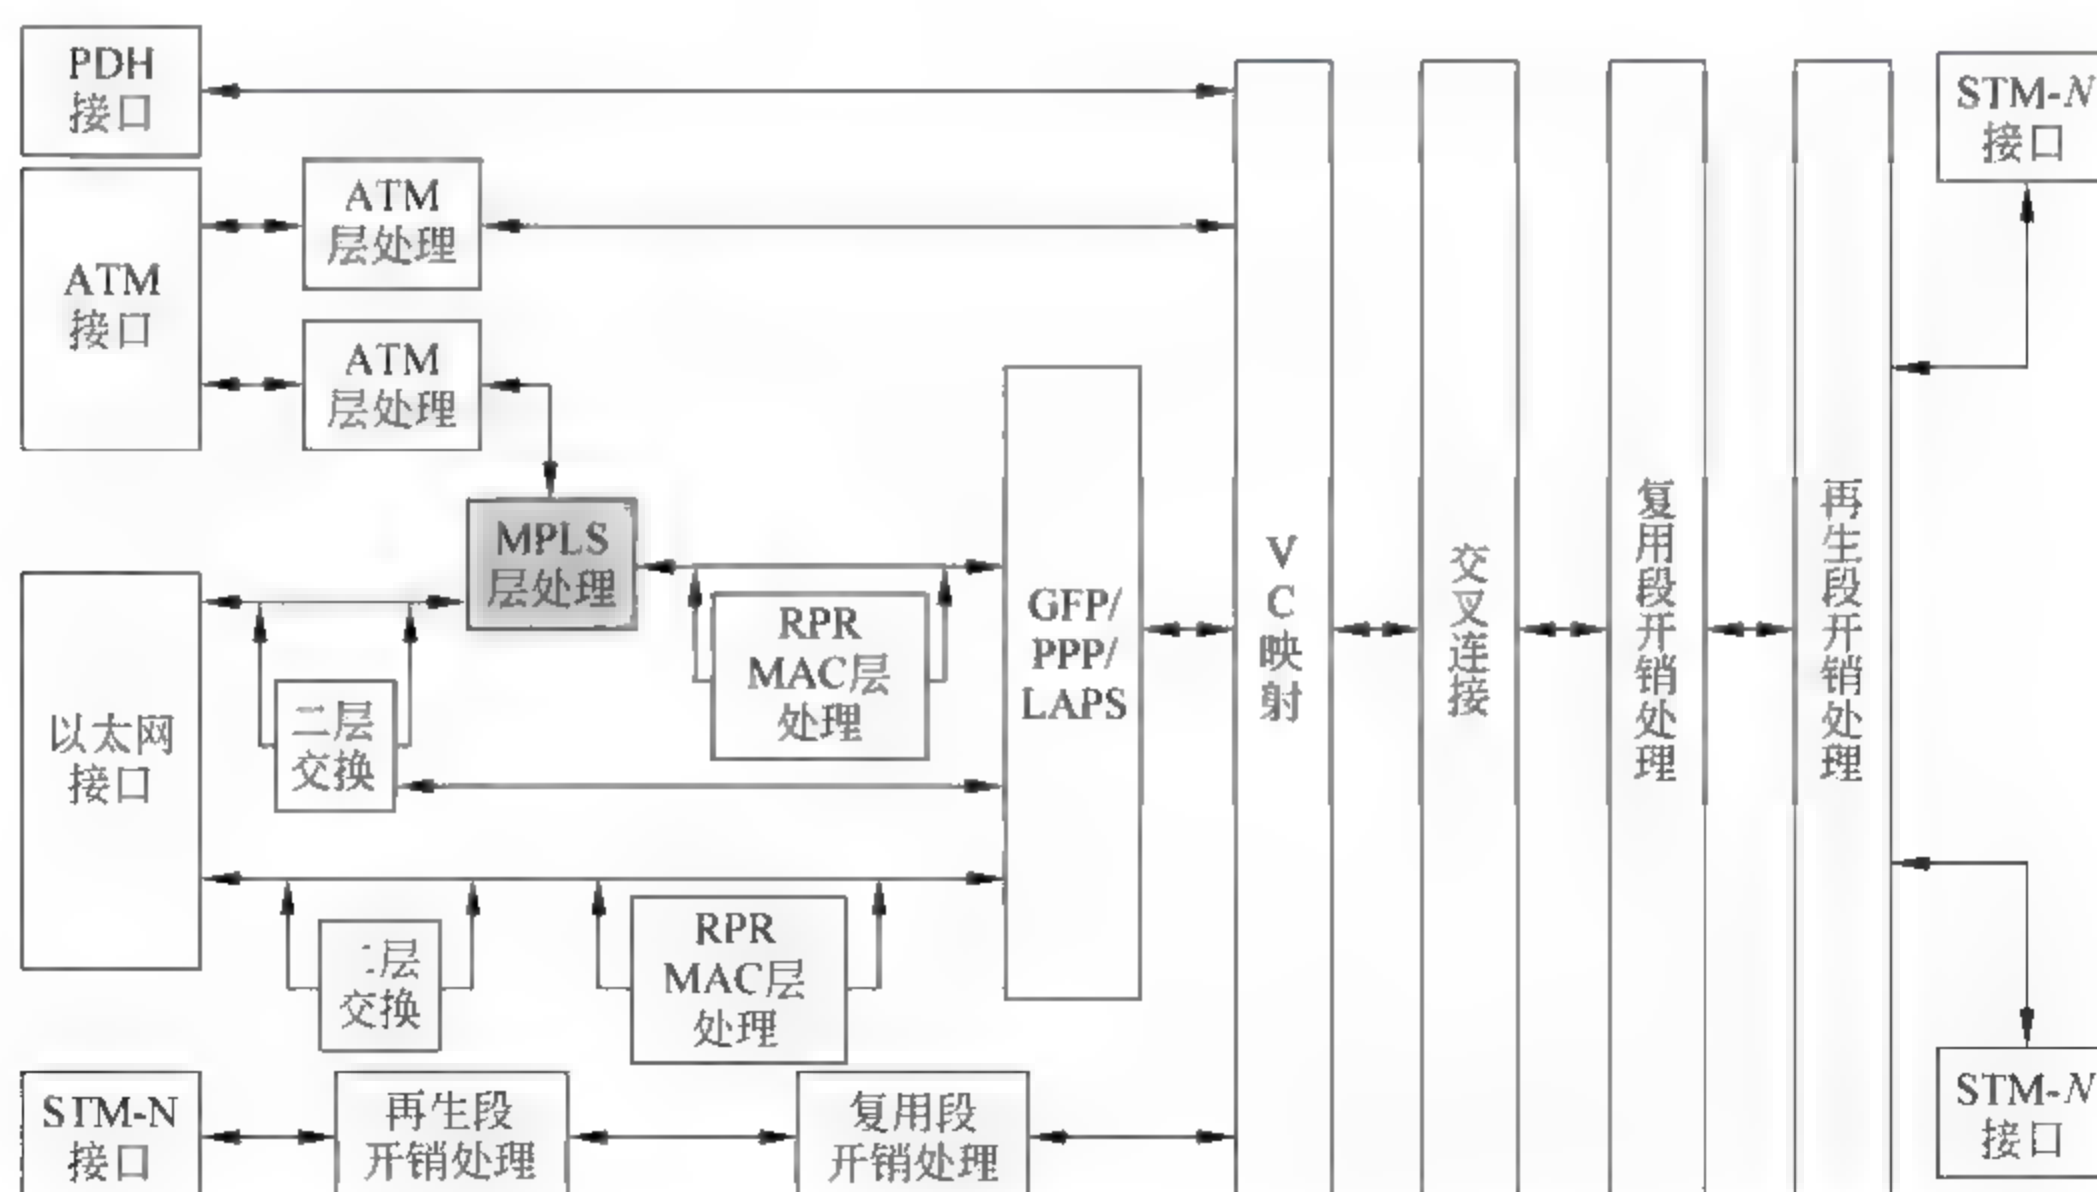 PDH
接口
ATM
接口
ATM
层处理
ATM
层处理
MPLS
层处理
以太网
接口
二层
交换
RPR
MAC层
处理
层
交换
RPR
MAC层
处理
STM-N
接口
再生段
开销处理
复用段
开销处理
GFP/
PPP/
LAPS
VC映射
交叉连接
复用段开销处理
再生段开销处理
STM-N
接口
STM-N
接口